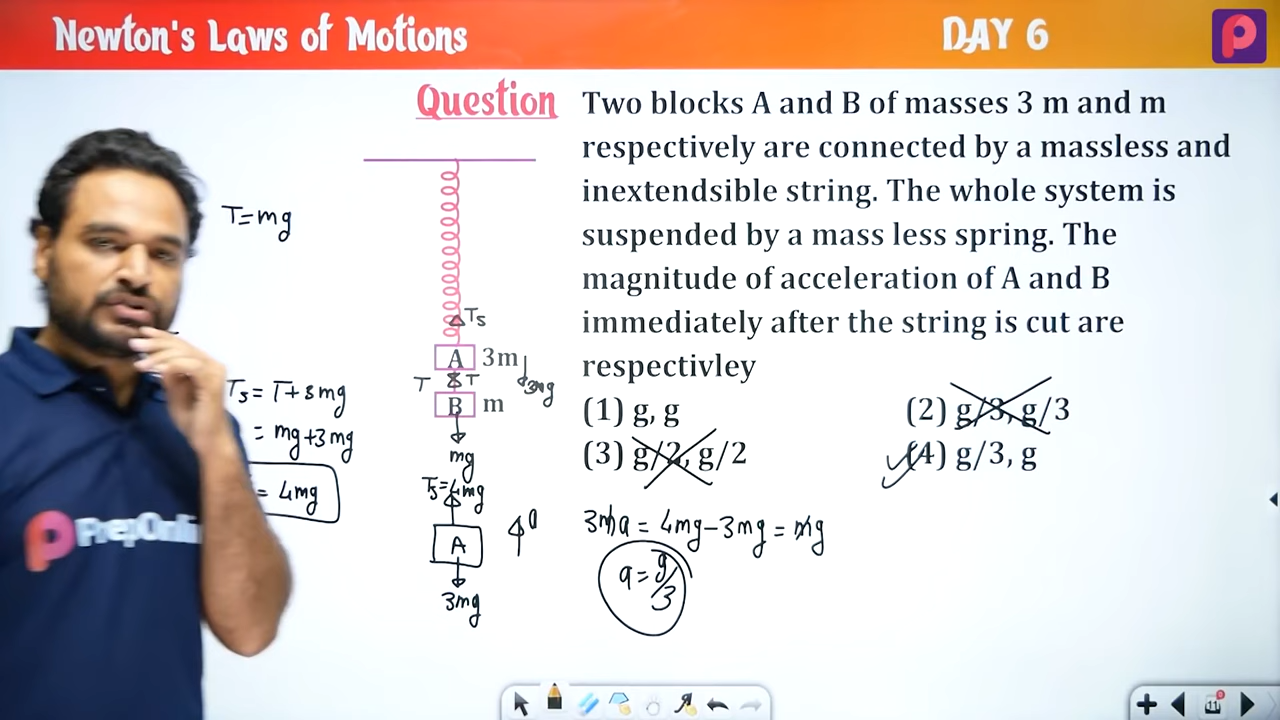 Newton's Laws of Motions
DAY 6
Question
Two blocks A and B of masses 3 m and m
respectively are connected by a massless and
inextendsible string. The whole system is
suspended by a mass less spring. The
magnitude of acceleration of A and B
immediately after the string is cut are
respectivley
(1) g, g
(2) g/3, g/3
(3) g/2, g/2
(4) g/3, g
T=mg
Ts
A 3m
T T
3mg
B m
mg
Ts = T+3mg
= mg+3mg
= 4mg
Ts=4mg
A
a
3mg
3ma = 4mg-3mg = mg
a = g/3
PrepOnlin
11